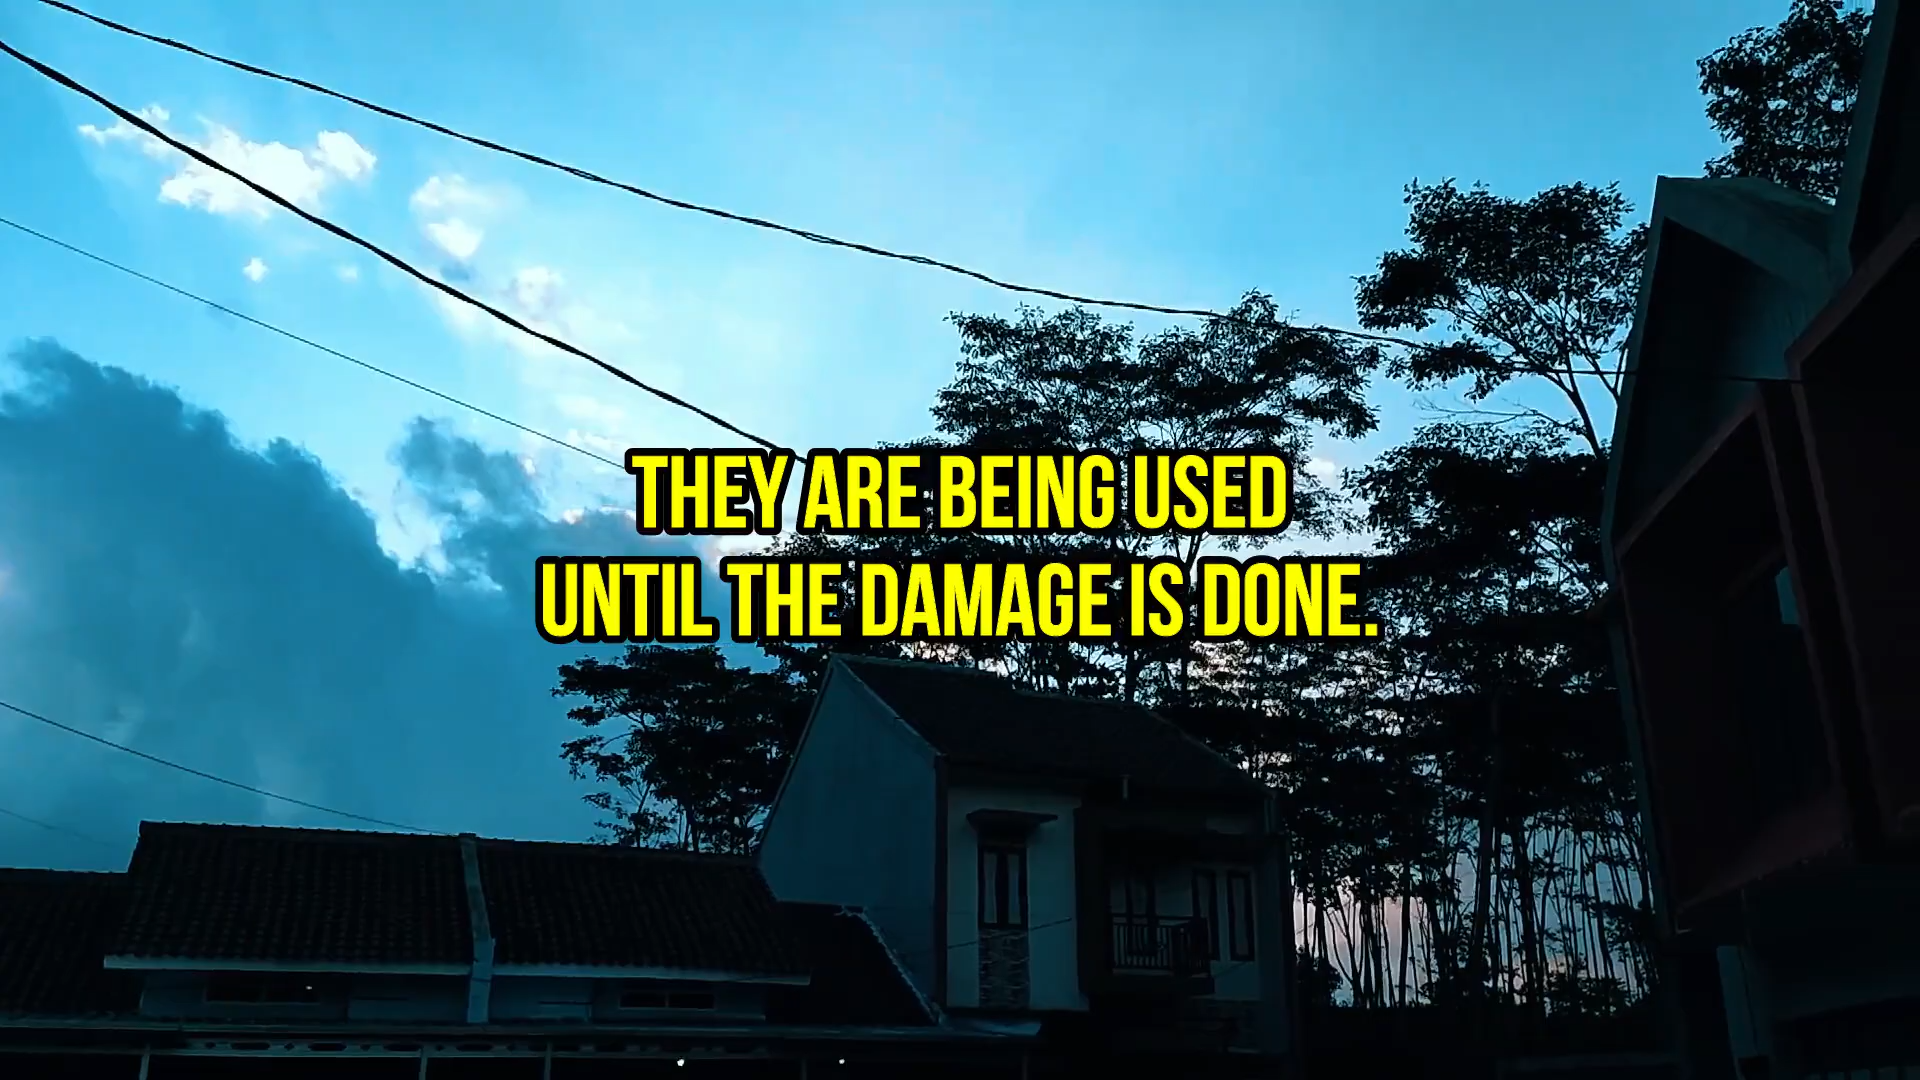 THEY ARE BEING USED
UNTIL THE DAMAGE IS DONE.